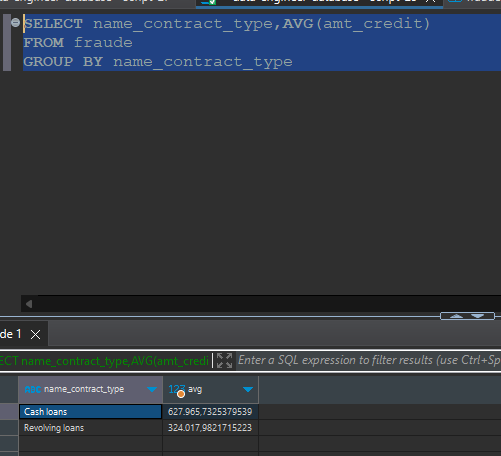 SELECT name_contract_type,AVG(amt_credit)
FROM fraude
GROUP BY name_contract_type
de 1
ECT name_contract_type,AVG(amt_credi
Enter a SQL expression to filter results (use Ctrl+Sp
name_contract_type
123 avg
Cash loans
627.965,7325379539
Revolving loans
324.017,9821715223